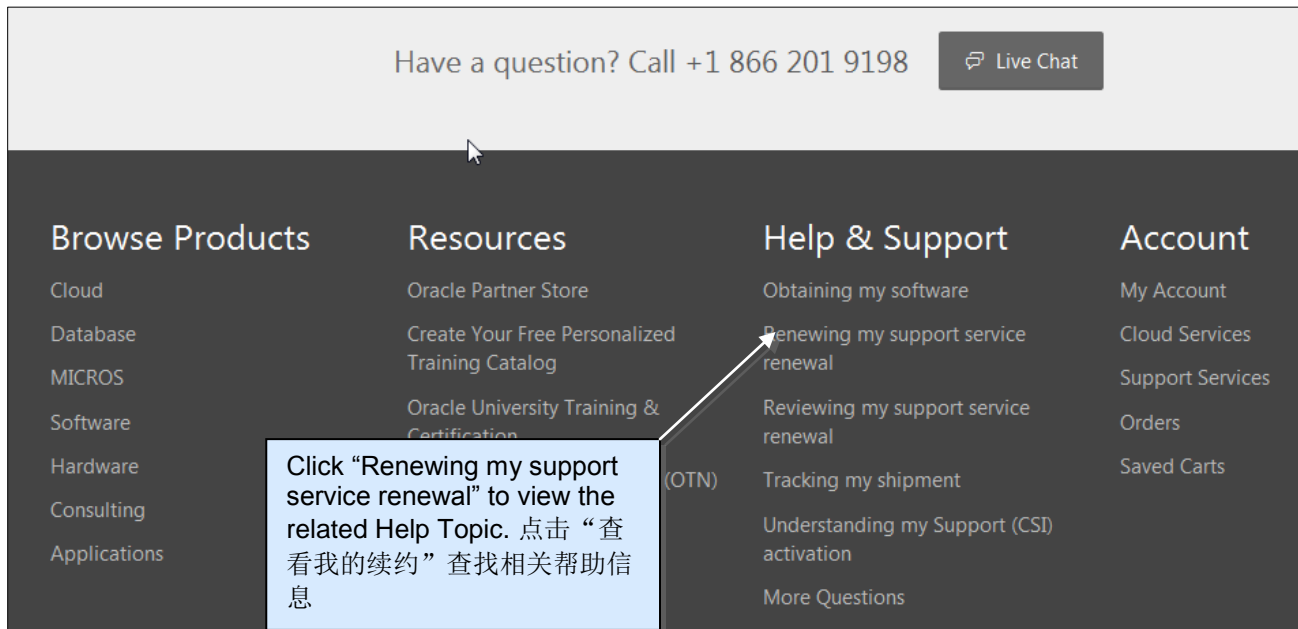 Have a question? Call +1 866 201 9198
Live Chat
Browse Products
Cloud
Database
MICROS
Software
Hardware
Consulting
Applications
Resources
Oracle Partner Store
Create Your Free Personalized
Training Catalog
Oracle University Training &
Certification
(OTN)
Help & Support
Obtaining my software
Renewing my support service
renewal
Reviewing my support service
renewal
Tracking my shipment
Understanding my Support (CSI)
activation
More Questions
Account
My Account
Cloud Services
Support Services
Orders
Saved Carts
Click “Renewing my support
service renewal” to view the
related Help Topic. 点击“查
看我的续约”查找相关帮助信
息